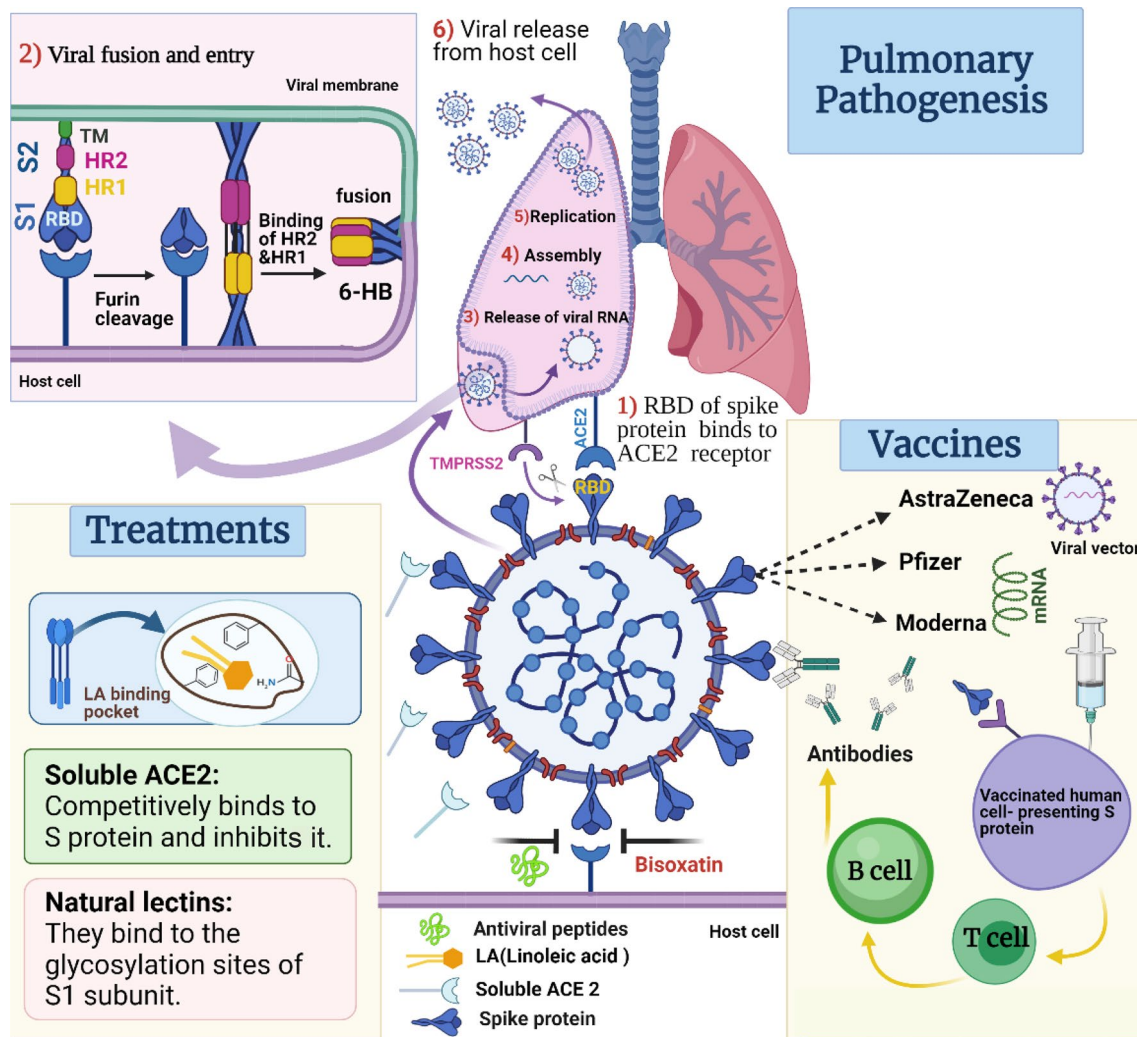 2) Viral fusion and entry
Viral membrane
S2
S1
TM
HR2
HR1
RBD
Furin
cleavage
Binding
of HR2
&HR1
fusion
6-HB
Host cell
6) Viral release
from host cell
5)Replication
4) Assembly
3) Release of viral RNA
Pulmonary
Pathogenesis
1) RBD of spike
protein binds to
ACE2 receptor
ACE2
TMPRSS2
RBD
Treatments
LA binding
pocket
H₂N
O
Soluble ACE2:
Competitively binds to
S protein and inhibits it.
Natural lectins:
They bind to the
glycosylation sites of
S1 subunit.
Bisoxatin
Host cell
Antiviral peptides
LA(Linoleic acid )
Soluble ACE 2
Spike protein
Vaccines
AstraZeneca
Viral vector
Pfizer
Moderna
mRNA
Antibodies
Vaccinated human
cell- presenting S
protein
B cell
T cell